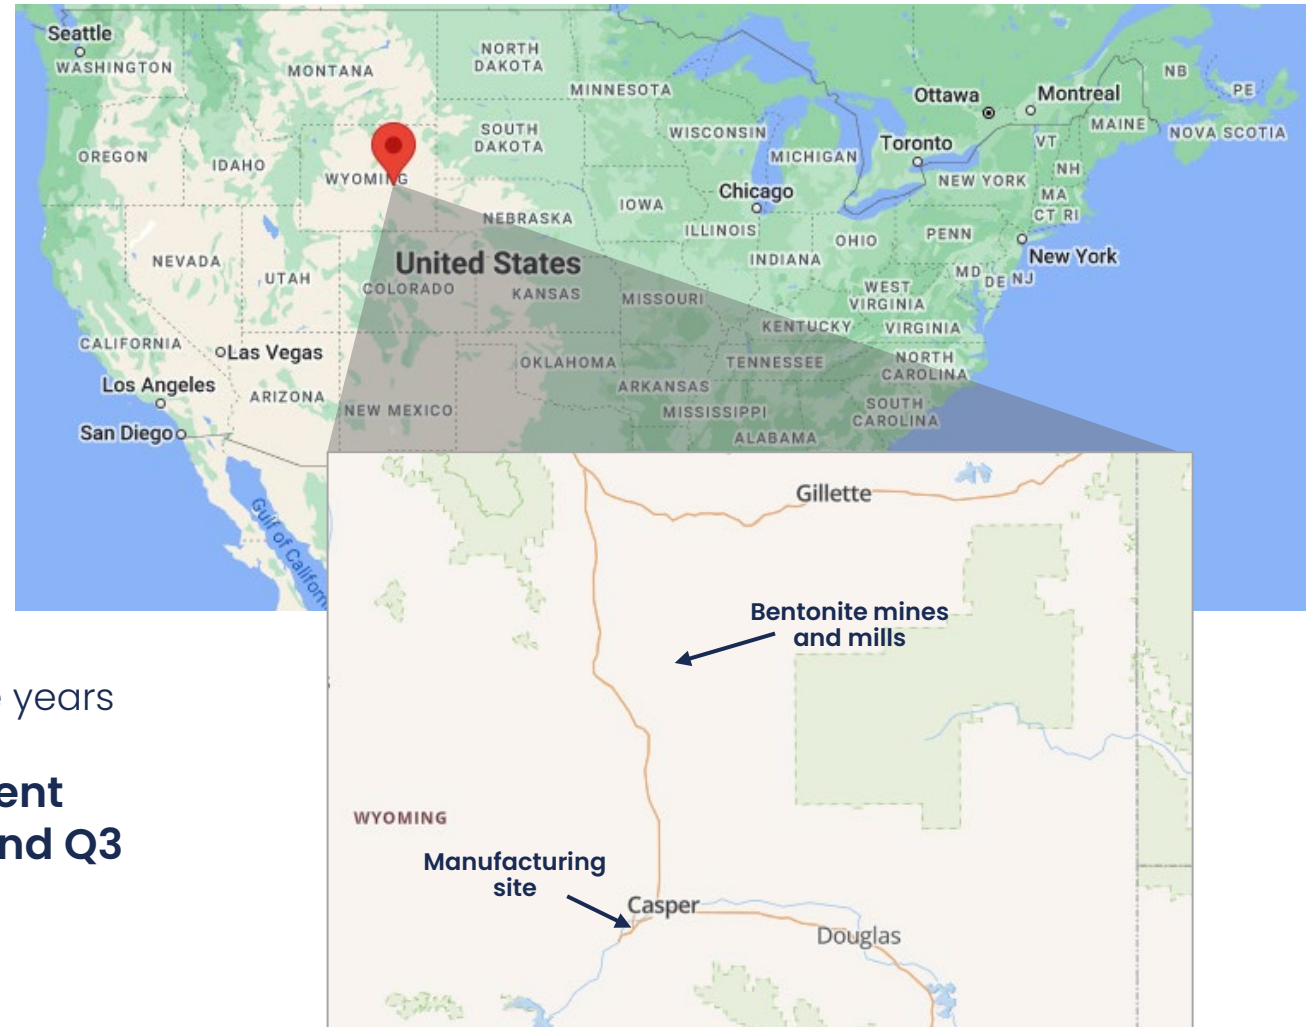 Seattle
WASHINGTON
MONTANA
NORTH
DAKOTA
MINNESOTA
Ottawa
Montreal
NB
PE
MAINE
NOVA SCOTIA
OREGON
IDAHO
SOUTH
DAKOTA
WISCONSIN
MICHIGAN
Toronto
VT
NH
WYOMING
NEW YORK
MA
CT RI
Chicago
NEBRASKA
IOWA
ILLINOIS
OHIO
PENN
New York
NEVADA
UTAH
United States
COLORADO
KANSAS
MISSOURI
INDIANA
WEST
VIRGINIA
MD
DE
NJ
KENTUCKY
VIRGINIA
CALIFORNIA
Las Vegas
OKLAHOMA
TENNESSEE
NORTH
CAROLINA
Los Angeles
ARIZONA
NEW MEXICO
ARKANSAS
MISSISSIPPI
SOUTH
CAROLINA
San Diego
ALABAMA
Gulf of Californ
Gillette
Bentonite mines
and mills
years
ent
nd Q3
WYOMING
Manufacturing
site
Casper
Douglas